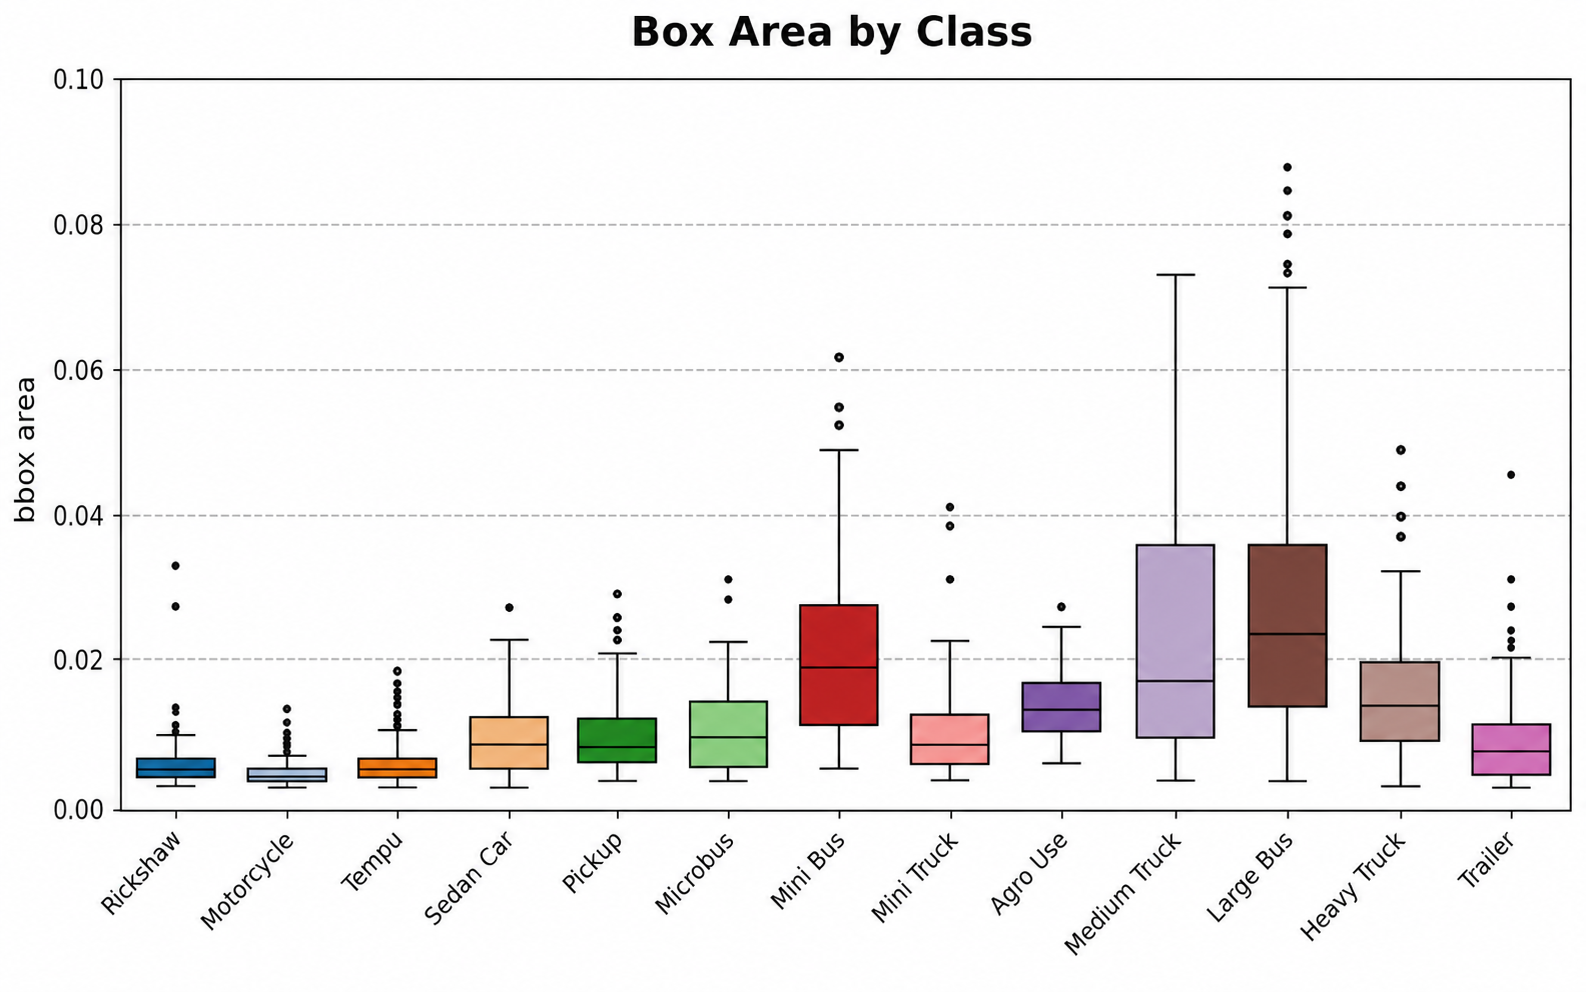 Box Area by Class
0.10
0.08
0.06
0.04
0.02
0.00
bbox area
Rickshaw
Motorcycle
Tempu
Sedan Car
Pickup
Microbus
Mini Bus
Mini Truck
Agro Use
Medium Truck
Large Bus
Heavy Truck
Trailer